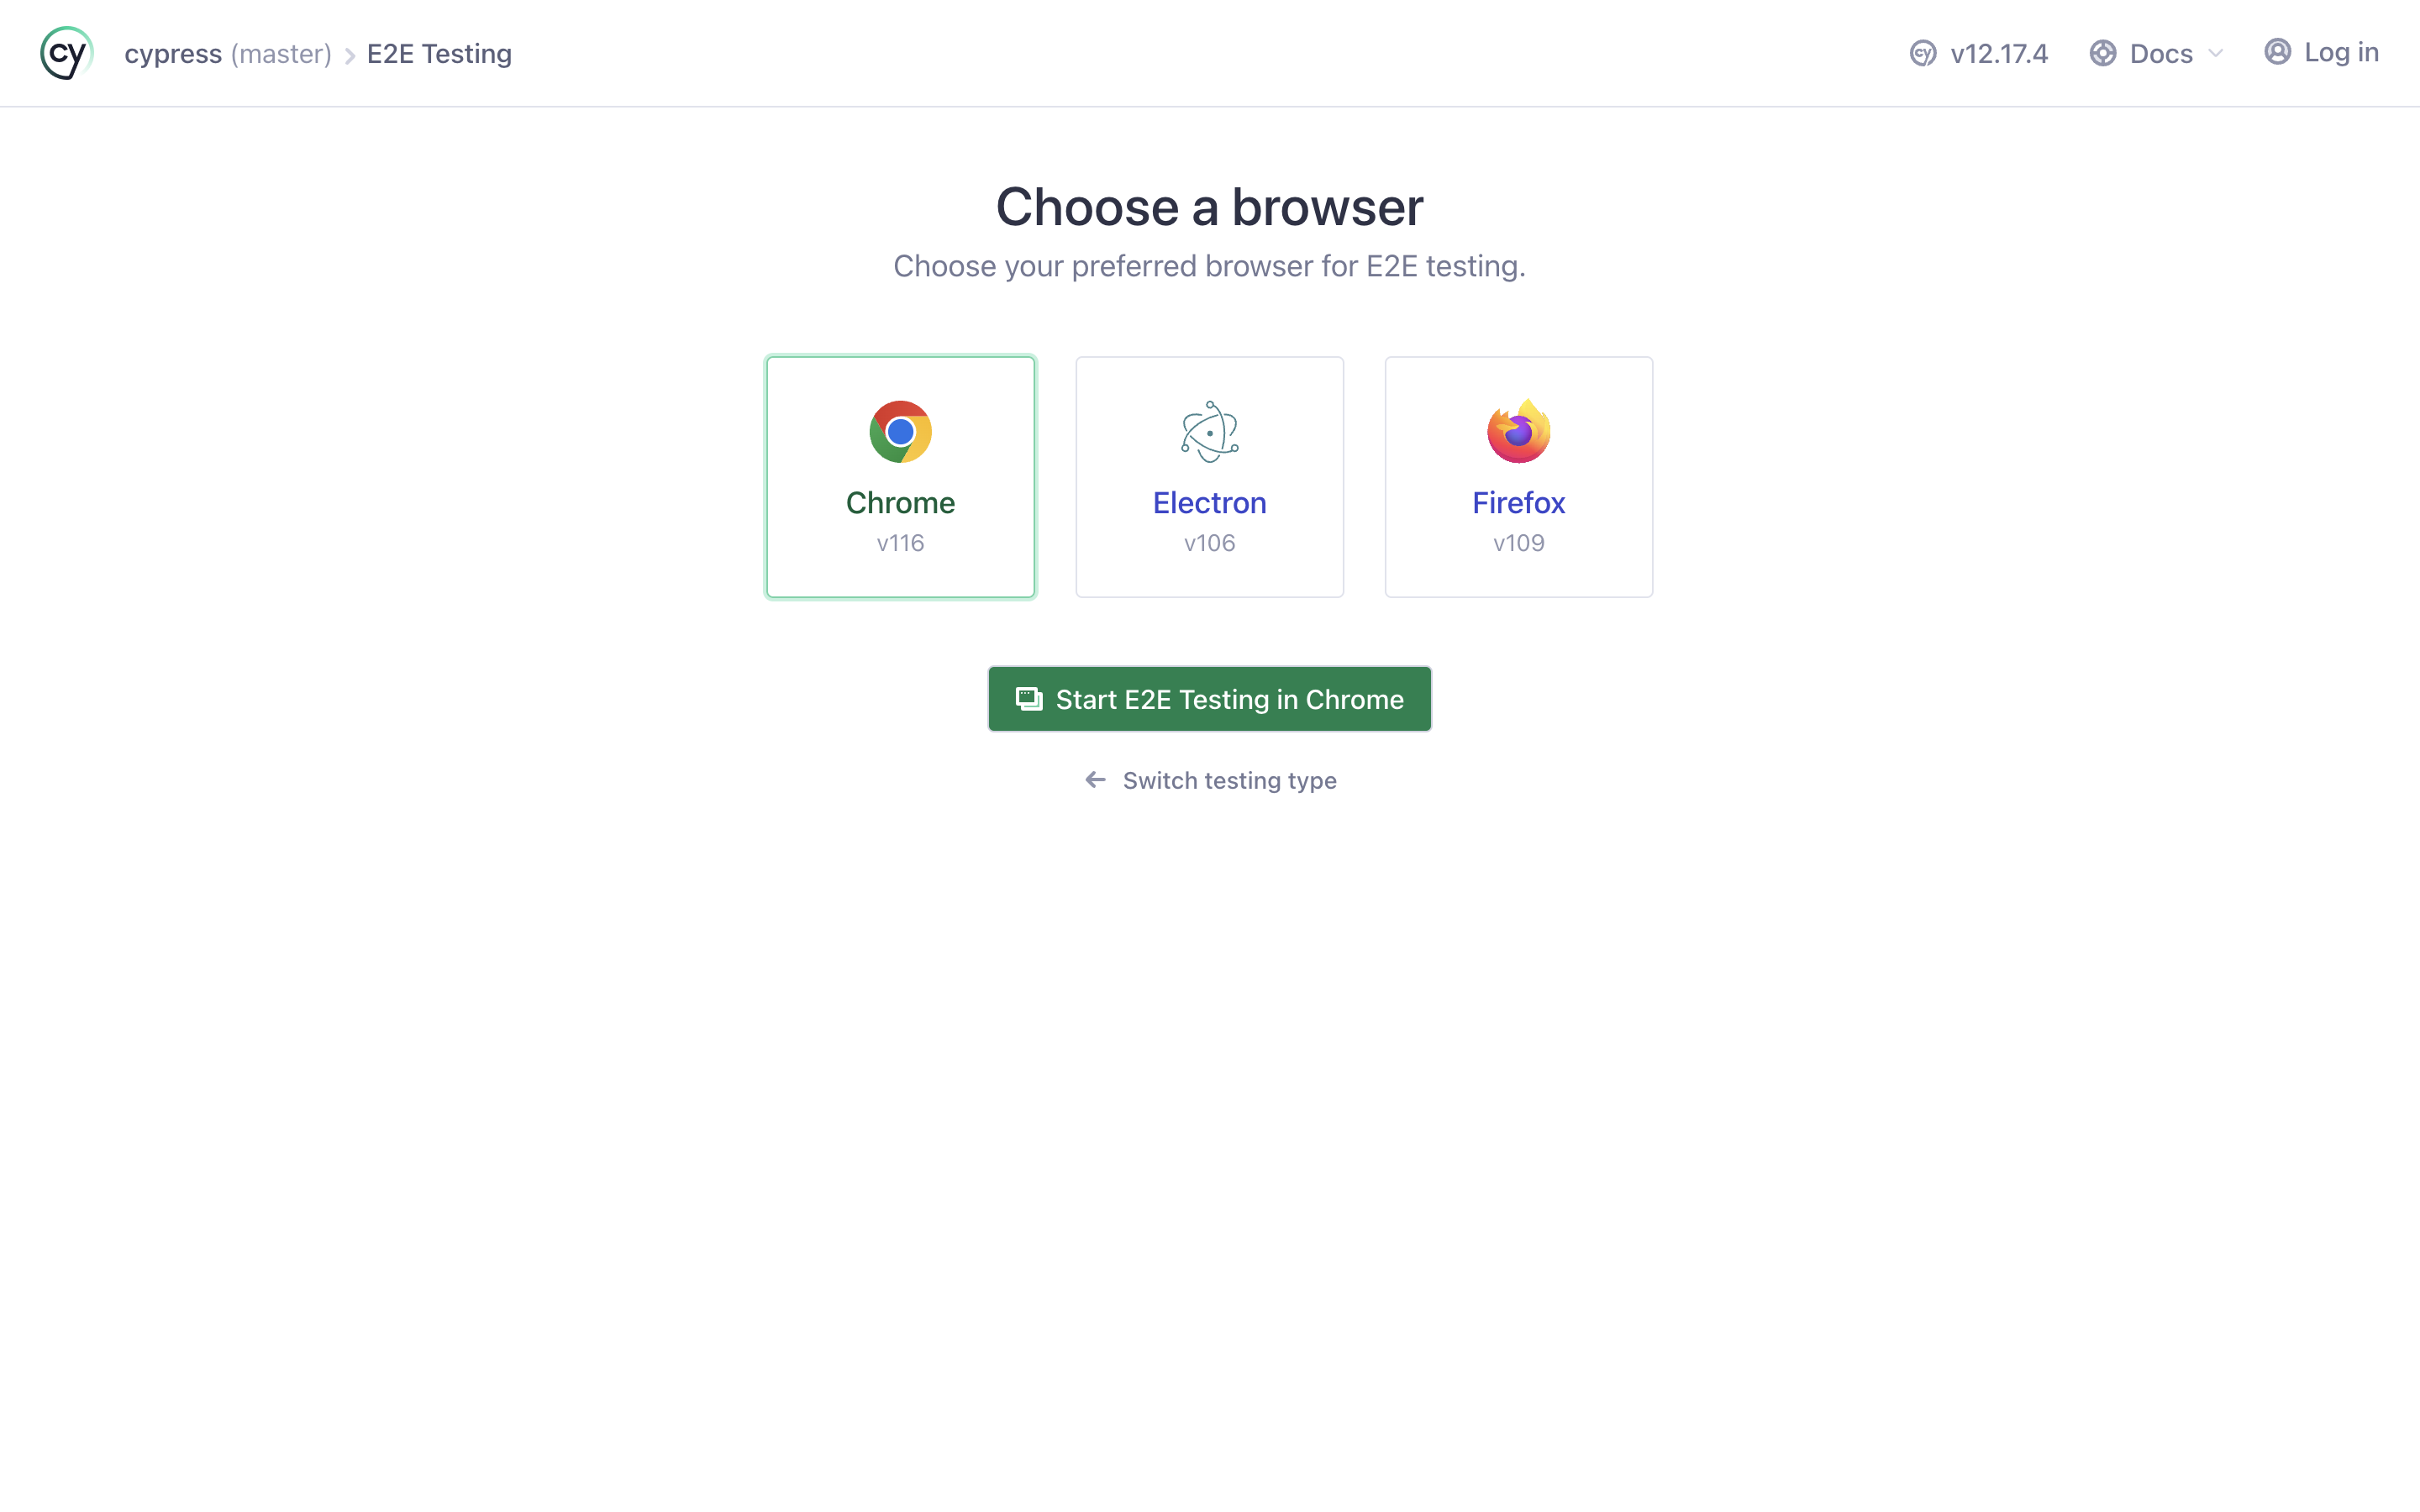 cy cypress (master) E2E Testing
v12.17.4 Docs Log in
Choose a browser
Choose your preferred browser for E2E testing.
Chrome
v116
Electron
v106
Firefox
v109
Start E2E Testing in Chrome
Switch testing type